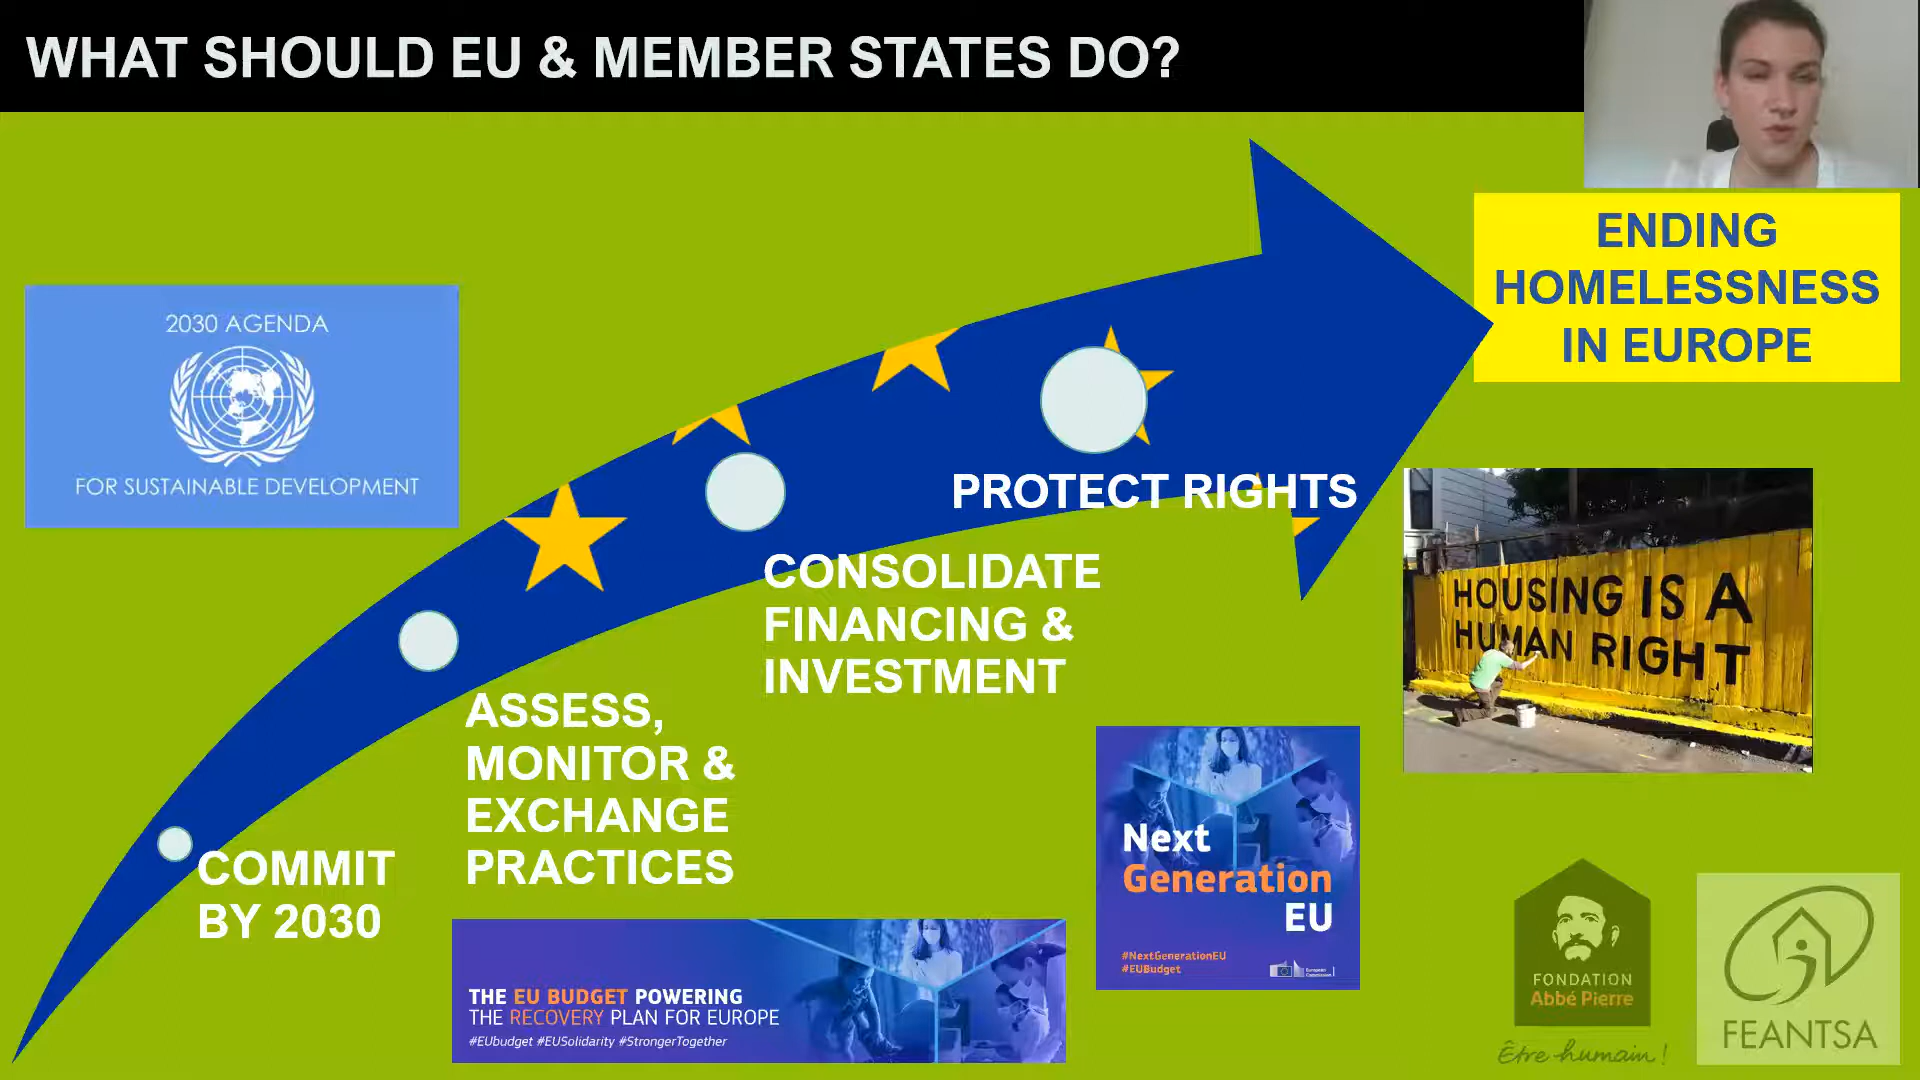 WHAT SHOULD EU & MEMBER STATES DO?
ENDING
HOMELESSNESS
IN EUROPE
2030 AGENDA
FOR SUSTAINABLE DEVELOPMENT
PROTECT RIGHTS
CONSOLIDATE
FINANCING &
INVESTMENT
HOUSING IS A
HUMAN RIGHT
ASSESS,
MONITOR &
EXCHANGE
PRACTICES
COMMIT
BY 2030
Next
Generation
EU
#NextGenerationEU
#EUBudget
European
Commission
THE EU BUDGET POWERING
THE RECOVERY PLAN FOR EUROPE
#EUbudget #EUSolidarity #StrongerTogether
FONDATION
Abbé Pierre
Être humain !
FEANTSA